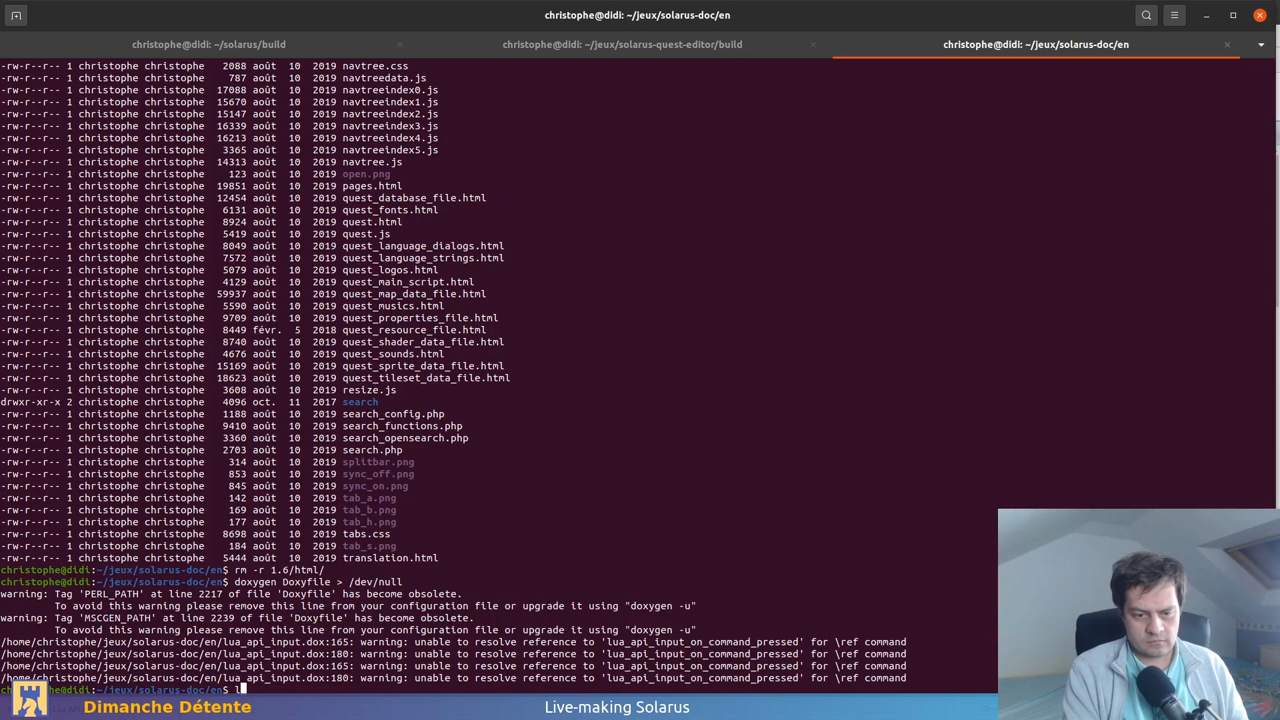 christophe@didi: ~/jeux/solarus-doc/en
christophe@didi: ~/solarus/build
christophe@didi: ~/jeux/solarus-quest-editor/build
christophe@didi: ~/jeux/solarus-doc/en
-rw-r--r-- 1 christophe christophe 2088 août 10 2019 navtree.css
-rw-r--r-- 1 christophe christophe 787 août 10 2019 navtreedata.js
-rw-r--r-- 1 christophe christophe 17088 août 10 2019 navtreeindex0.js
-rw-r--r-- 1 christophe christophe 15670 août 10 2019 navtreeindex1.js
-rw-r--r-- 1 christophe christophe 15147 août 10 2019 navtreeindex2.js
-rw-r--r-- 1 christophe christophe 16339 août 10 2019 navtreeindex3.js
-rw-r--r-- 1 christophe christophe 16213 août 10 2019 navtreeindex4.js
-rw-r--r-- 1 christophe christophe 3365 août 10 2019 navtreeindex5.js
-rw-r--r-- 1 christophe christophe 14313 août 10 2019 navtree.js
-rw-r--r-- 1 christophe christophe 123 août 10 2019 open.png
-rw-r--r-- 1 christophe christophe 19851 août 10 2019 pages.html
-rw-r--r-- 1 christophe christophe 12454 août 10 2019 quest_database_file.html
-rw-r--r-- 1 christophe christophe 6131 août 10 2019 quest_fonts.html
-rw-r--r-- 1 christophe christophe 8924 août 10 2019 quest.html
-rw-r--r-- 1 christophe christophe 5419 août 10 2019 quest.js
-rw-r--r-- 1 christophe christophe 8049 août 10 2019 quest_language_dialogs.html
-rw-r--r-- 1 christophe christophe 7572 août 10 2019 quest_language_strings.html
-rw-r--r-- 1 christophe christophe 5079 août 10 2019 quest_logos.html
-rw-r--r-- 1 christophe christophe 4129 août 10 2019 quest_main_script.html
-rw-r--r-- 1 christophe christophe 59937 août 10 2019 quest_map_data_file.html
-rw-r--r-- 1 christophe christophe 5590 août 10 2019 quest_musics.html
-rw-r--r-- 1 christophe christophe 9709 août 10 2019 quest_properties_file.html
-rw-r--r-- 1 christophe christophe 8449 févr. 5 2018 quest_resource_file.html
-rw-r--r-- 1 christophe christophe 8740 août 10 2019 quest_shader_data_file.html
-rw-r--r-- 1 christophe christophe 4676 août 10 2019 quest_sounds.html
-rw-r--r-- 1 christophe christophe 15169 août 10 2019 quest_sprite_data_file.html
-rw-r--r-- 1 christophe christophe 18623 août 10 2019 quest_tileset_data_file.html
-rw-r--r-- 1 christophe christophe 3608 août 10 2019 resize.js
drwxr-xr-x 2 christophe christophe 4096 oct. 11 2017 search
-rw-r--r-- 1 christophe christophe 1188 août 10 2019 search_config.php
-rw-r--r-- 1 christophe christophe 9410 août 10 2019 search_functions.php
-rw-r--r-- 1 christophe christophe 3360 août 10 2019 search_opensearch.php
-rw-r--r-- 1 christophe christophe 2703 août 10 2019 search.php
-rw-r--r-- 1 christophe christophe 314 août 10 2019 splitbar.png
-rw-r--r-- 1 christophe christophe 853 août 10 2019 sync_off.png
-rw-r--r-- 1 christophe christophe 845 août 10 2019 sync_on.png
-rw-r--r-- 1 christophe christophe 142 août 10 2019 tab_a.png
-rw-r--r-- 1 christophe christophe 169 août 10 2019 tab_b.png
-rw-r--r-- 1 christophe christophe 177 août 10 2019 tab_h.png
-rw-r--r-- 1 christophe christophe 8698 août 10 2019 tabs.css
-rw-r--r-- 1 christophe christophe 184 août 10 2019 tab_s.png
-rw-r--r-- 1 christophe christophe 5444 août 10 2019 translation.html
christophe@didi:~/jeux/solarus-doc/en$ rm -r 1.6/html/
christophe@didi:~/jeux/solarus-doc/en$ doxygen Doxyfile > /dev/null
warning: Tag 'PERL_PATH' at line 2217 of file 'Doxyfile' has become obsolete.
To avoid this warning please remove this line from your configuration file or upgrade it using "doxygen -u"
warning: Tag 'MSCGEN_PATH' at line 2239 of file 'Doxyfile' has become obsolete.
To avoid this warning please remove this line from your configuration file or upgrade it using "doxygen -u"
/home/christophe/jeux/solarus-doc/en/lua_api_input.dox:165: warning: unable to resolve reference to 'lua_api_input_on_command_pressed' for \ref command
/home/christophe/jeux/solarus-doc/en/lua_api_input.dox:180: warning: unable to resolve reference to 'lua_api_input_on_command_pressed' for \ref command
/home/christophe/jeux/solarus-doc/en/lua_api_input.dox:165: warning: unable to resolve reference to 'lua_api_input_on_command_pressed' for \ref command
/home/christophe/jeux/solarus-doc/en/lua_api_input.dox:180: warning: unable to resolve reference to 'lua_api_input_on_command_pressed' for \ref command
christophe@didi:~/jeux/solarus-doc/en$ l
Dimanche Détente
Live-making Solarus